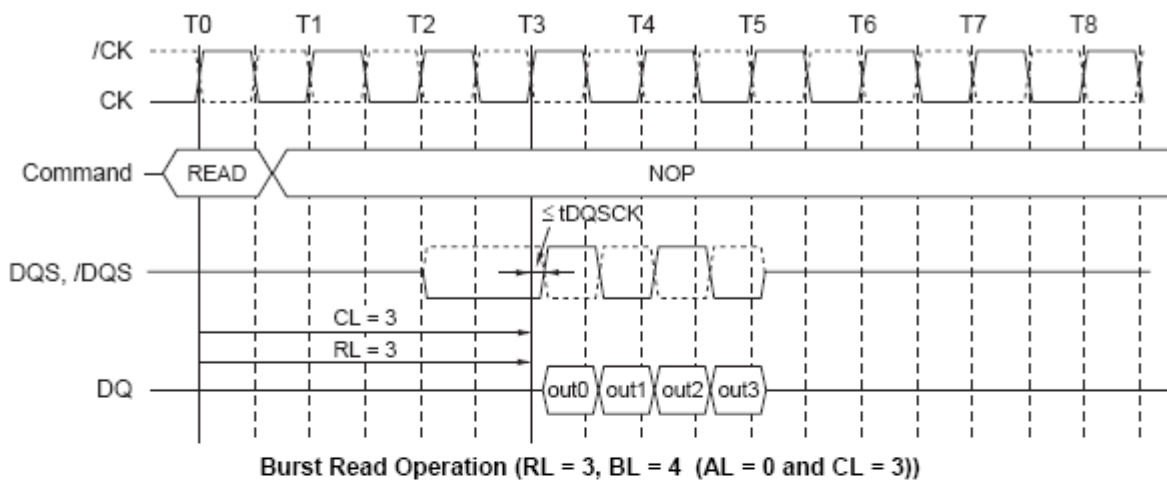 T0 T1 T2 T3 T4 T5 T6 T7 T8
/CK
CK
Command READ NOP
≤ tDQSCK
DQS, /DQS
CL = 3
RL = 3
DQ out0 out1 out2 out3
Burst Read Operation (RL = 3, BL = 4 (AL = 0 and CL = 3))